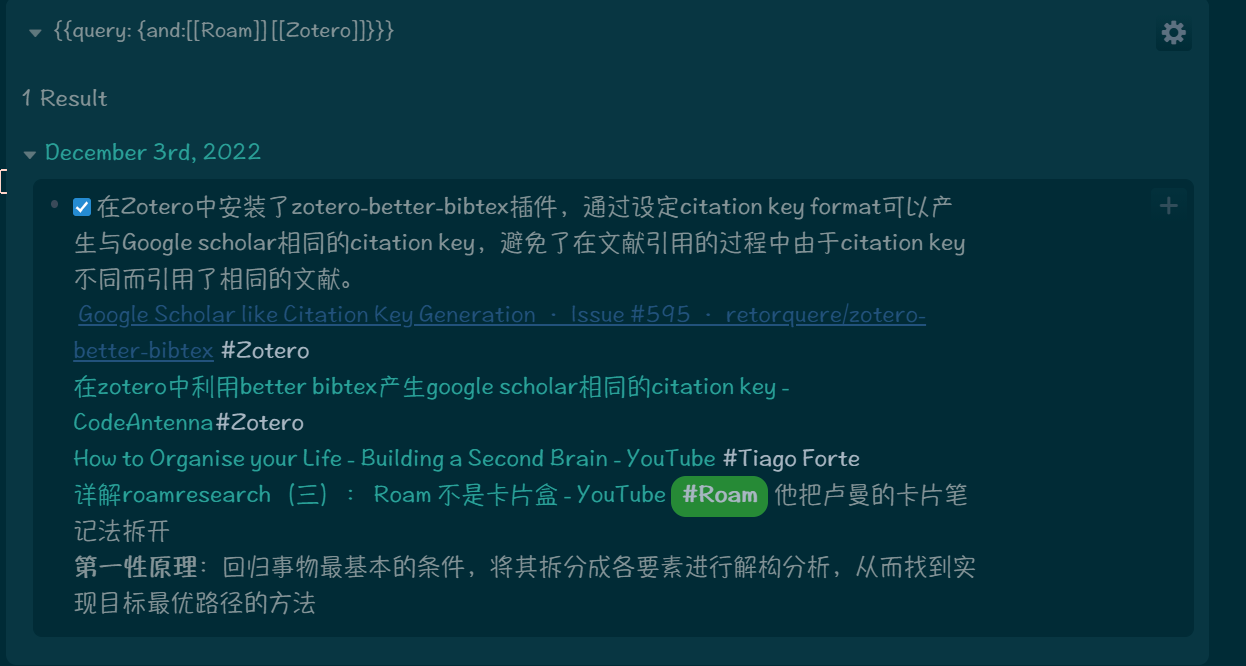 {{query: {and:[[Roam]] [[Zotero]]}}}
1 Result
December 3rd, 2022
在Zotero中安装了zotero-better-bibtex插件，通过设定citation key format可以产
生与Google scholar相同的citation key，避免了在文献引用的过程中由于citation key
不同而引用了相同的文献。
Google Scholar like Citation Key Generation · Issue #595 · retorquere/zotero-
better-bibtex #Zotero
在zotero中利用better bibtex产生google scholar相同的citation key -
CodeAntenna#Zotero
How to Organise your Life - Building a Second Brain - YouTube #Tiago Forte
详解roamresearch（三）： Roam 不是卡片盒 - YouTube #Roam 他把卢曼的卡片笔
记法拆开
第一性原理：回归事物最基本的条件，将其拆分成各要素进行解构分析，从而找到实
现目标最优路径的方法